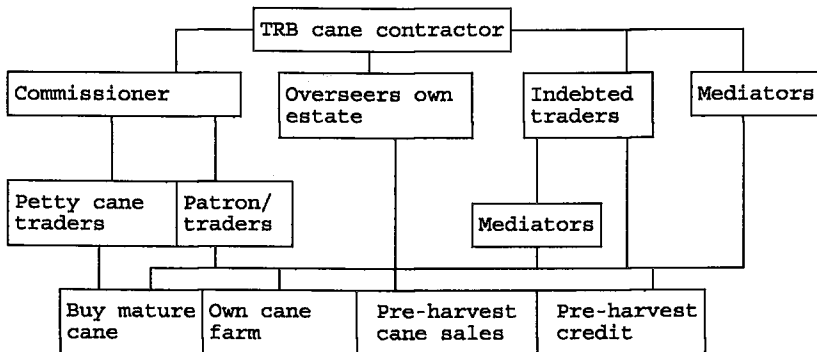 TRB cane contractor
Commissioner
Overseers own
estate
Indebted
traders
Mediators
Petty cane
traders
Patron/
traders
Mediators
Buy mature
cane
Own cane
farm
Pre-harvest
cane sales
Pre-harvest
credit